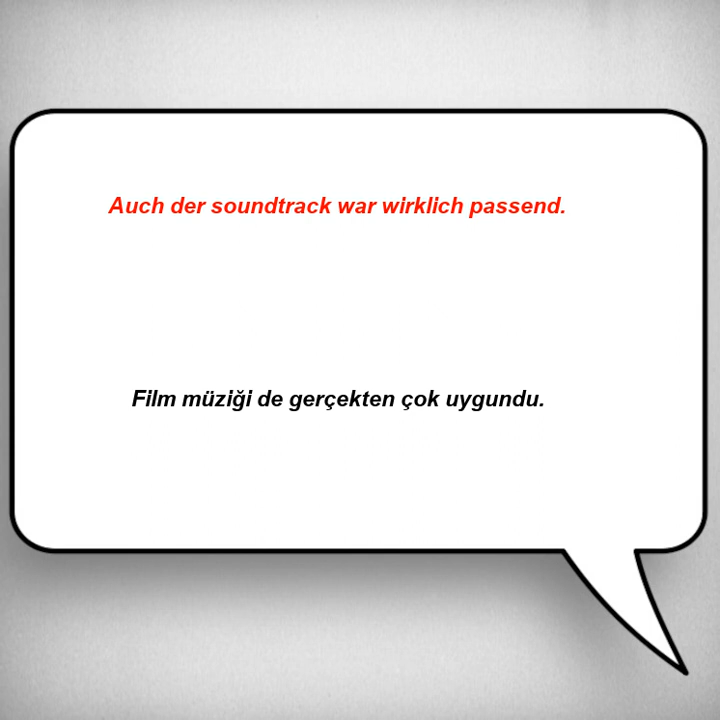 Auch der soundtrack war wirklich passend.
Film müziği de gerçekten çok uygundu.